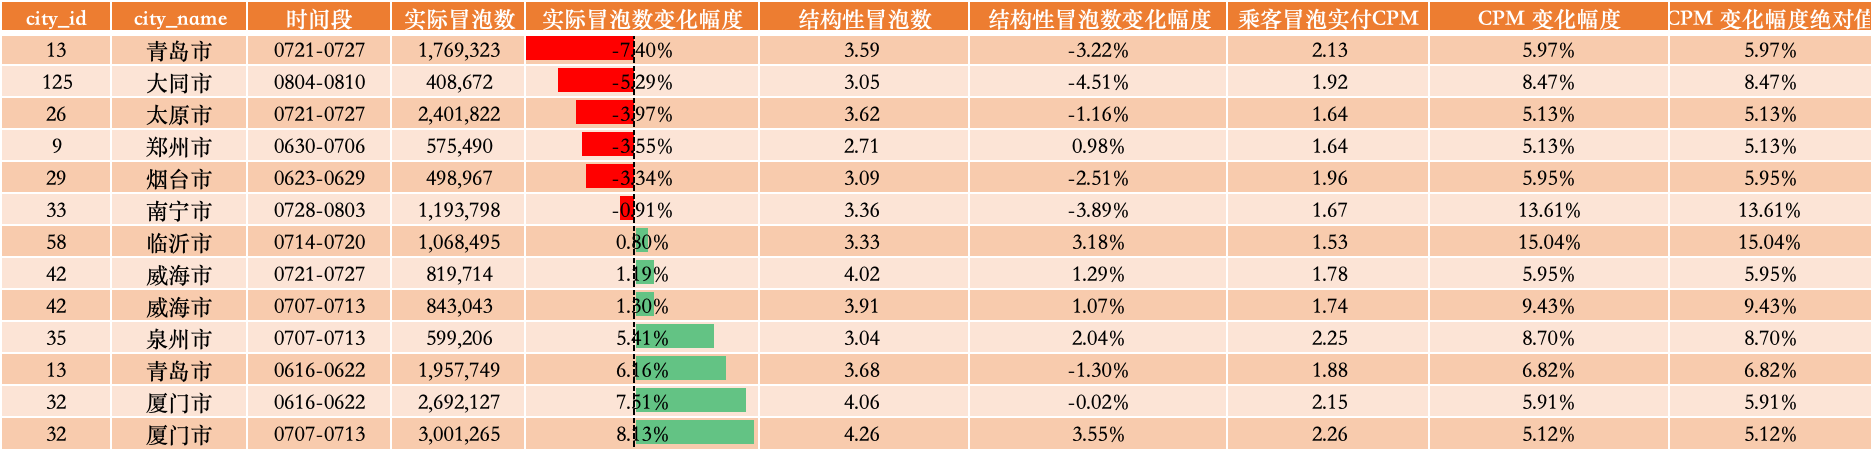 city_id city_name 时间段 实际冒泡数 实际冒泡数变化幅度 结构性冒泡数 结构性冒泡数变化幅度 乘客冒泡实付CPM CPM 变化幅度 CPM 变化幅度绝对值
13 青岛市 0721-0727 1,769,323 -7.40% 3.59 -3.22% 2.13 5.97% 5.97%
125 大同市 0804-0810 408,672 -5.29% 3.05 -4.51% 1.92 8.47% 8.47%
26 太原市 0721-0727 2,401,822 -3.97% 3.62 -1.16% 1.64 5.13% 5.13%
9 郑州市 0630-0706 575,490 -3.55% 2.71 0.98% 1.64 5.13% 5.13%
29 烟台市 0623-0629 498,967 -3.34% 3.09 -2.51% 1.96 5.95% 5.95%
33 南宁市 0728-0803 1,193,798 -0.91% 3.36 -3.89% 1.67 13.61% 13.61%
58 临沂市 0714-0720 1,068,495 0.80% 3.33 3.18% 1.53 15.04% 15.04%
42 威海市 0721-0727 819,714 1.19% 4.02 1.29% 1.78 5.95% 5.95%
42 威海市 0707-0713 843,043 1.30% 3.91 1.07% 1.74 9.43% 9.43%
35 泉州市 0707-0713 599,206 5.41% 3.04 2.04% 2.25 8.70% 8.70%
13 青岛市 0616-0622 1,957,749 6.16% 3.68 -1.30% 1.88 6.82% 6.82%
32 厦门市 0616-0622 2,692,127 7.51% 4.06 -0.02% 2.15 5.91% 5.91%
32 厦门市 0707-0713 3,001,265 8.13% 4.26 3.55% 2.26 5.12% 5.12%